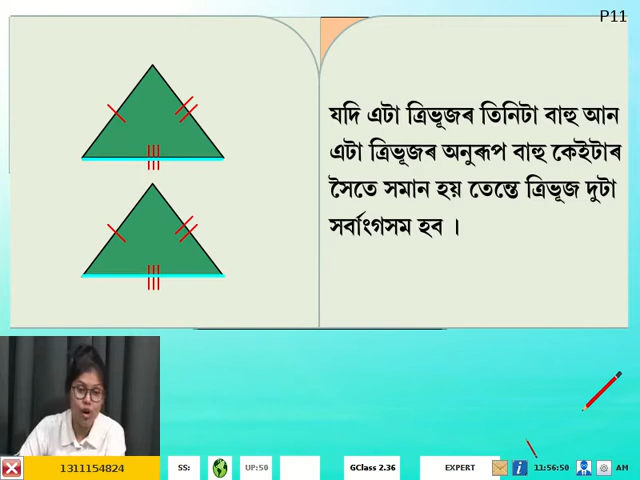 P11
যদি এটা ত্ৰিভূজৰ তিনিটা বাহু আন
এটা ত্ৰিভূজৰ অনুৰূপ বাহু কেইটাৰ
সৈতে সমান হয় তেন্তে ত্ৰিভূজ দুটা
সৰ্বাংগসম হব ।
1311154824 SS: UP:50 GClass 2.36 EXPERT 11:56:50 AM